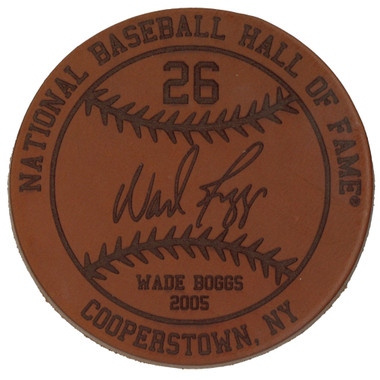 NATIONAL BASEBALL HALL OF FAME®
26
Wade Boggs
WADE BOGGS
2005
COOPERSTOWN, NY